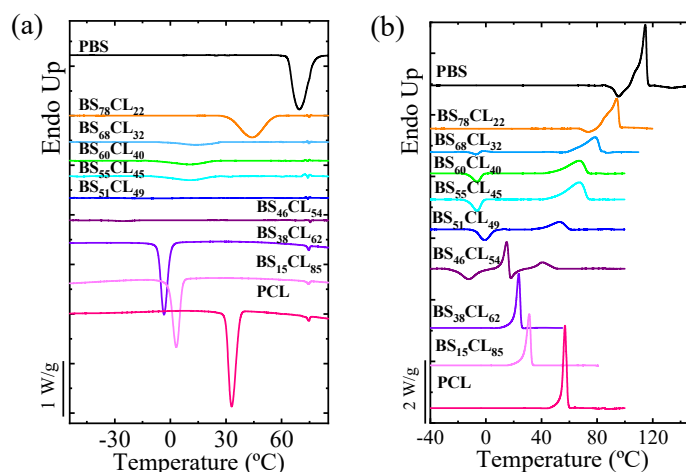 (a)
PBS
BS78CL22
BS68CL32
BS60CL40
BS55CL45
BS51CL49
BS46CL54
BS38CL62
BS15CL85
PCL
Endo Up
1 W/g
-30 0 30 60
Temperature (ºC)
(b)
PBS
BS78CL22
BS68CL32
BS60CL40
BS55CL45
BS51CL49
BS46CL54
BS38CL62
BS15CL85
PCL
Endo Up
2 W/g
-40 0 40 80 120
Temperature (ºC)